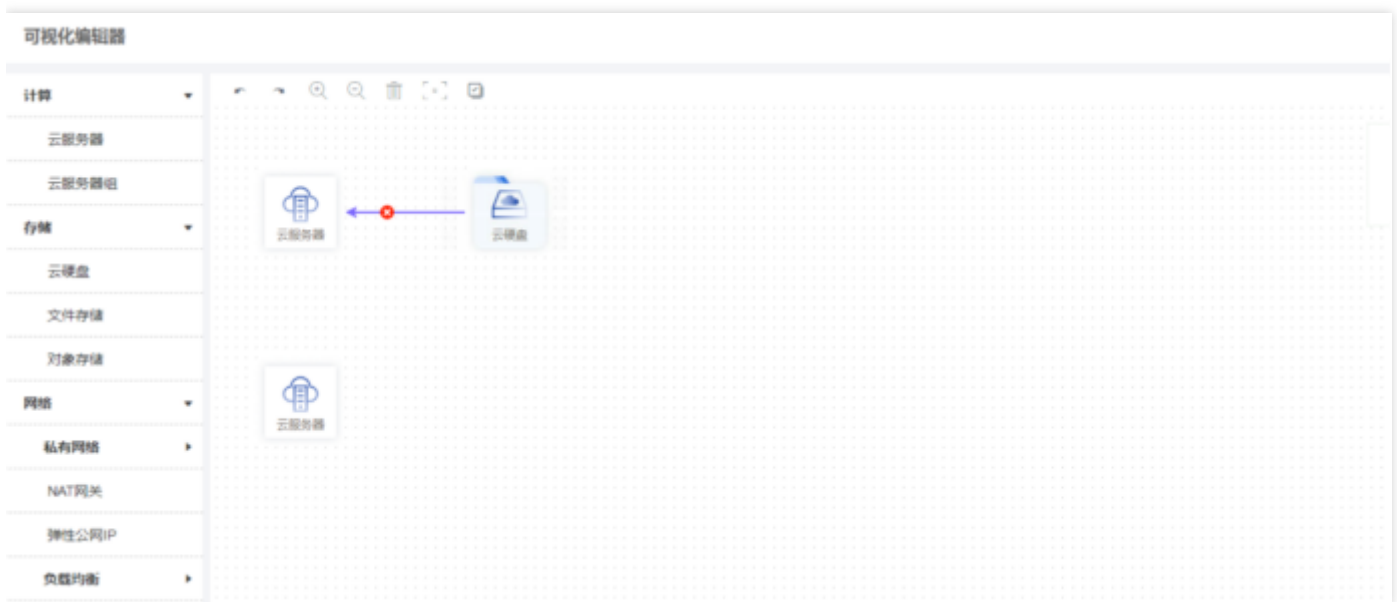 可视化编辑器
计算
云服务器
云服务器组
存储
云硬盘
文件存储
对象存储
网络
私有网络
NAT网关
弹性公网IP
负载均衡
云服务器
云硬盘
云服务器